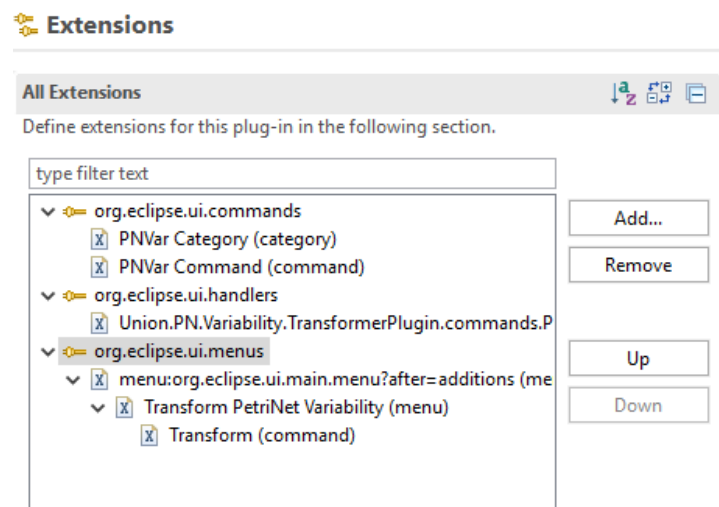 Extensions
All Extensions
Define extensions for this plug-in in the following section.
type filter text
org.eclipse.ui.commands
PNVar Category (category)
PNVar Command (command)
org.eclipse.ui.handlers
Union.PN.Variability.TransformerPlugin.commands.P
org.eclipse.ui.menus
menu:org.eclipse.ui.main.menu?after=additions (me
Transform PetriNet Variability (menu)
Transform (command)
Add...
Remove
Up
Down